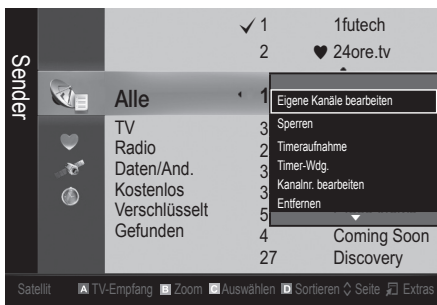 Sender
✓ 1 1futech
2 ♥ 24ore.tv
Alle
1
TV 3
Radio 2
Daten/And. 3
Kostenlos 3
Verschlüsselt 5
Gefunden 4 Coming Soon
27 Discovery
Eigene Kanäle bearbeiten
Sperren
Timeraufnahme
Timer-Wdg.
Kanalnr. bearbeiten
Entfernen
Satellit A TV-Empfang B Zoom C Auswählen D Sortieren Seite Extras